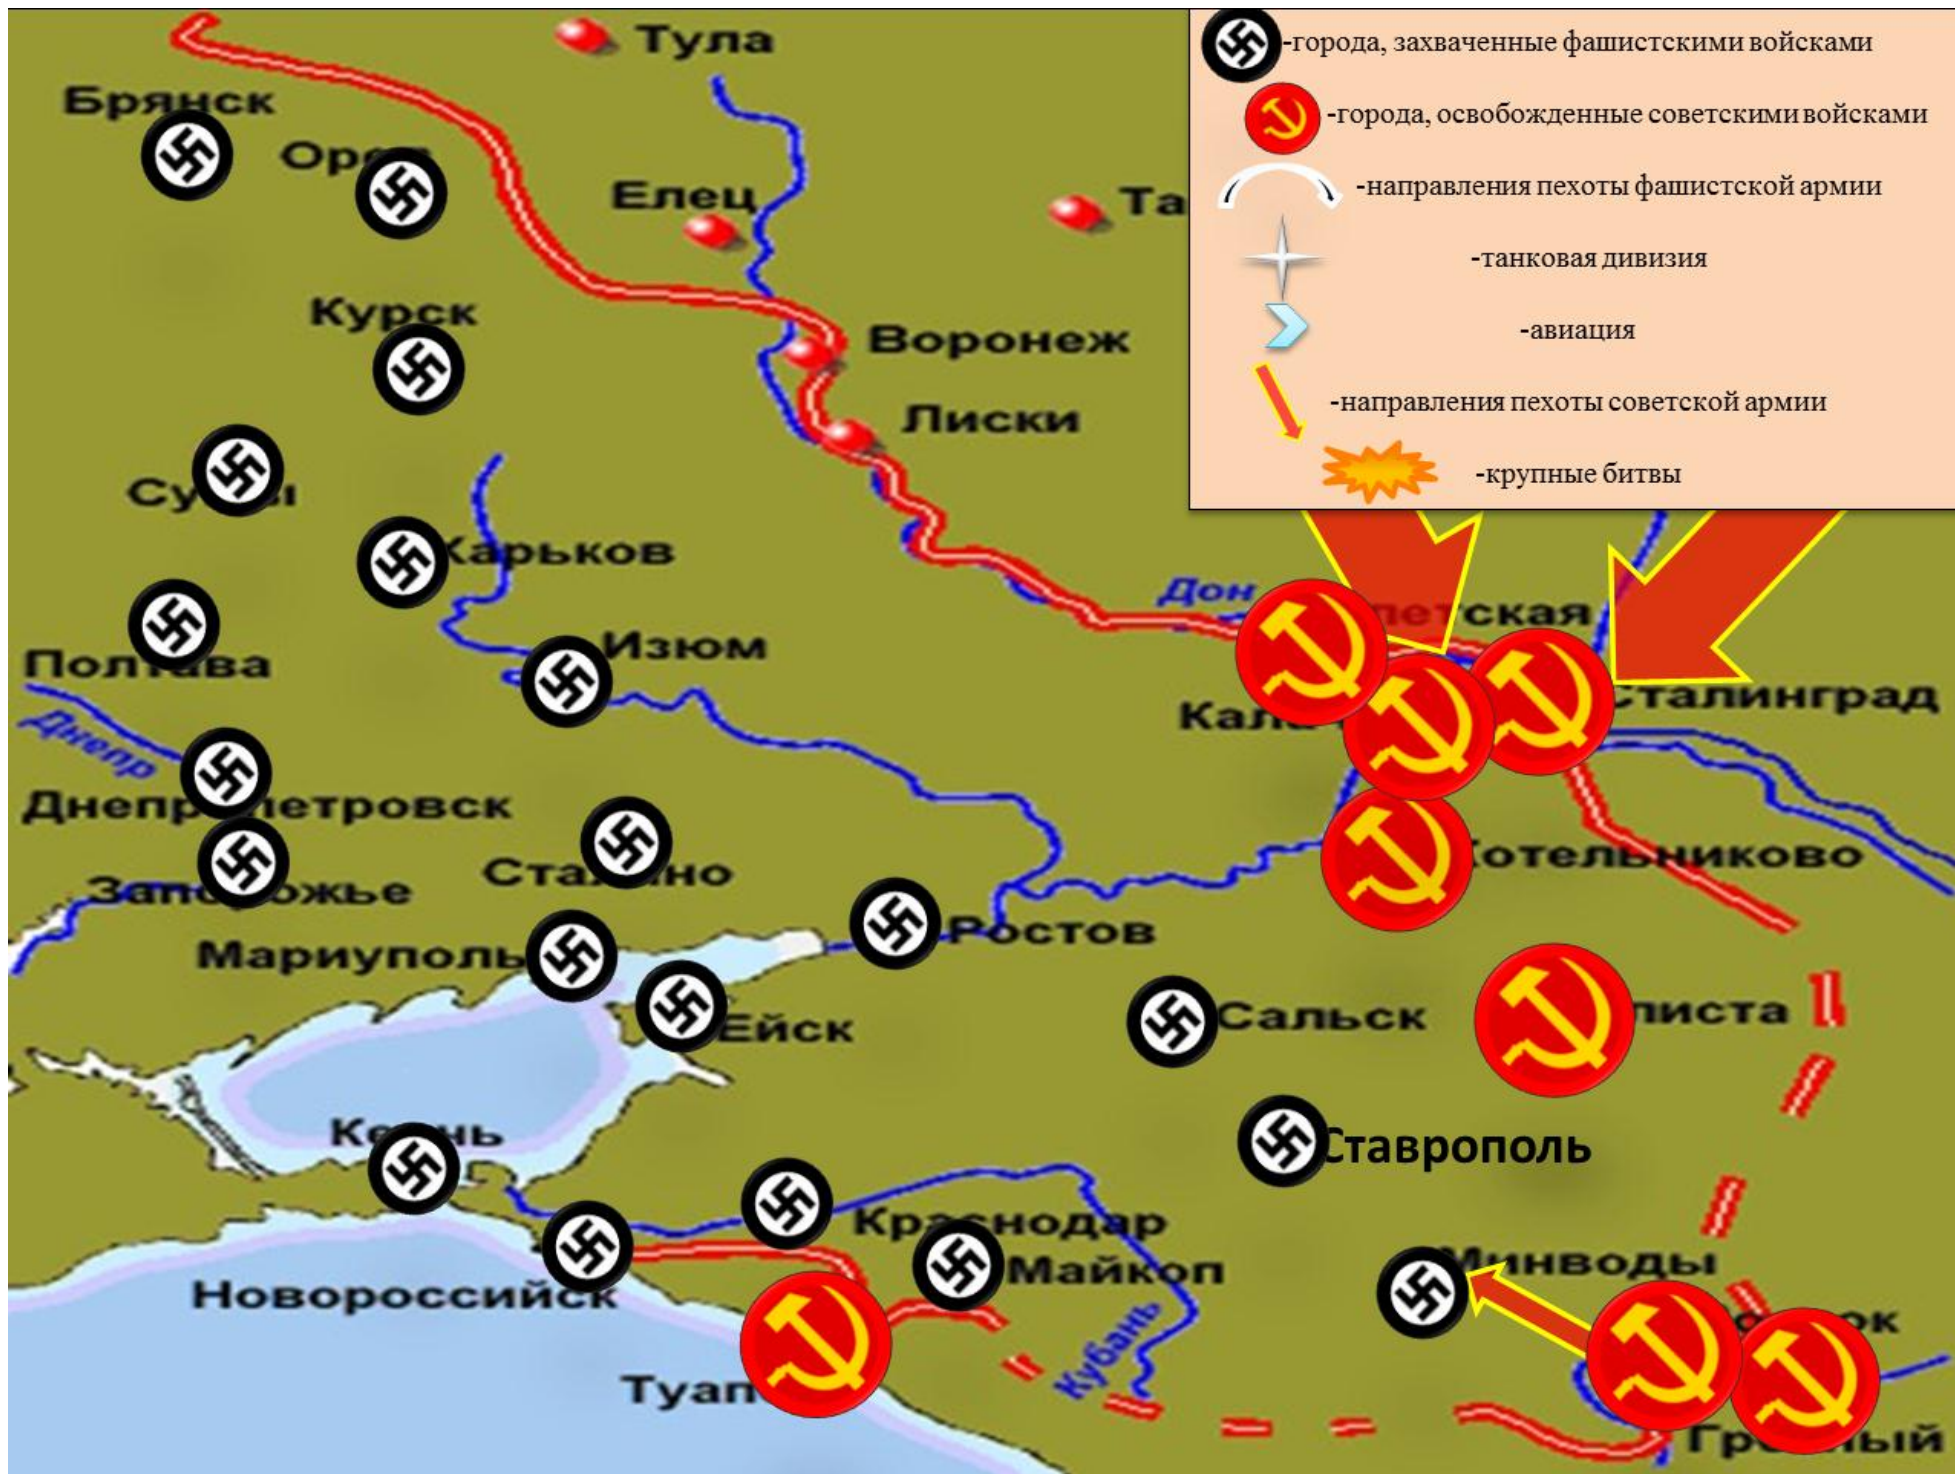 -города, захваченные фашистскими войсками
-города, освобожденные советскими войсками
-направления пехоты фашистской армии
-танковая дивизия
-авиация
-направления пехоты советской армии
-крупные битвы
Тула
Брянск
Елец
Курск
Воронеж
Лиски
Харьков
Дон
Изюм
Полтава
Днепр
Сталинград
Котельниково
Запорожье
Мариуполь
Ростов
Ейск
Сальск
Ставрополь
Краснодар
Майкоп
Минводы
Новороссийск
Кубань